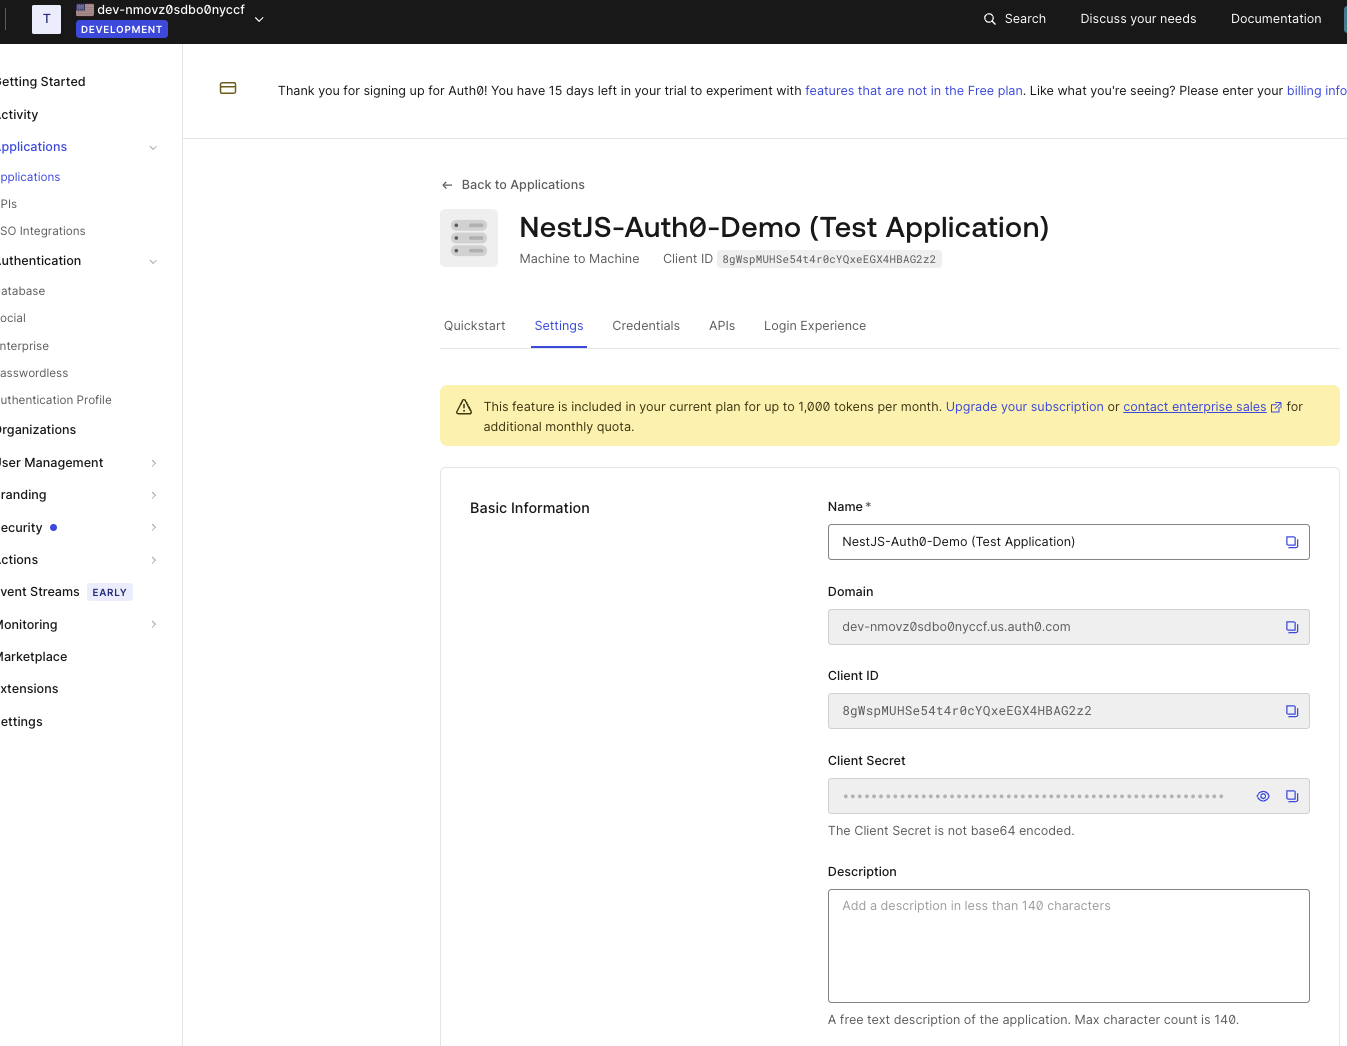 T
dev-nmovz0sdbo0nyccf
DEVELOPMENT
Search
Discuss your needs
Documentation
etting Started
ctivity
pplications
pplications
PIs
SO Integrations
uthentication
atabase
ocial
nterprise
asswordless
uthentication Profile
rganizations
ser Management
randing
ecurity
ctions
vent Streams EARLY
onitoring
arketplace
xtensions
ettings
Thank you for signing up for Auth0! You have 15 days left in your trial to experiment with features that are not in the Free plan. Like what you're seeing? Please enter your billing info
← Back to Applications
NestJS-Auth0-Demo (Test Application)
Machine to Machine Client ID 8gWspMUHSe54t4r0cYQxeEGX4HBAG2z2
Quickstart Settings Credentials APIs Login Experience
This feature is included in your current plan for up to 1,000 tokens per month. Upgrade your subscription or contact enterprise sales for
additional monthly quota.
Basic Information
Name *
NestJS-Auth0-Demo (Test Application)
Domain
dev-nmovz0sdbo0nyccf.us.auth0.com
Client ID
8gWspMUHSe54t4r0cYQxeEGX4HBAG2z2
Client Secret
The Client Secret is not base64 encoded.
Description
Add a description in less than 140 characters
A free text description of the application. Max character count is 140.